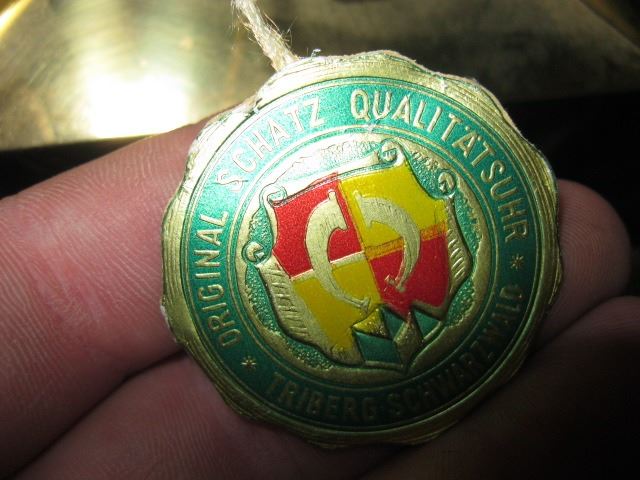 ORIGINAL SCHATZ QUALITÄTSUHR
* TRIBERG-SCHWARZWALD *